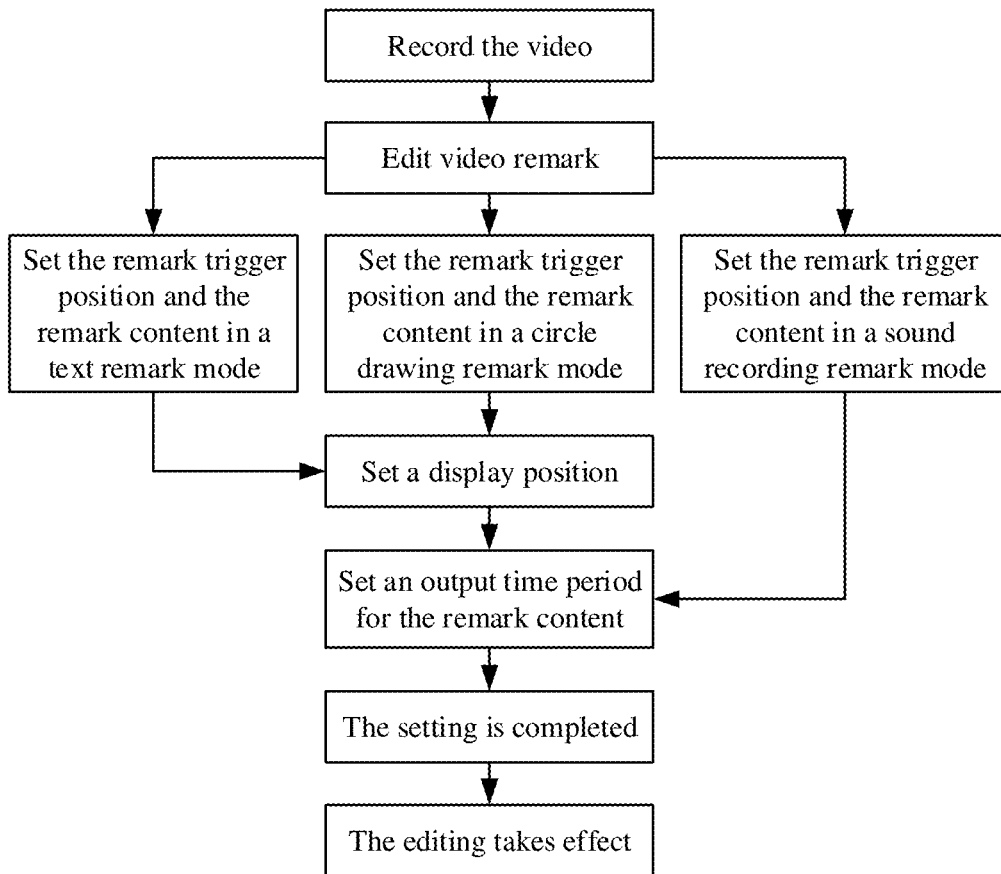 Record the video
Edit video remark
Set the remark trigger
position and the
remark content in a
text remark mode
Set the remark trigger
position and the remark
content in a circle
drawing remark mode
Set the remark trigger
position and the remark
content in a sound
recording remark mode
Set a display position
Set an output time period
for the remark content
The setting is completed
The editing takes effect